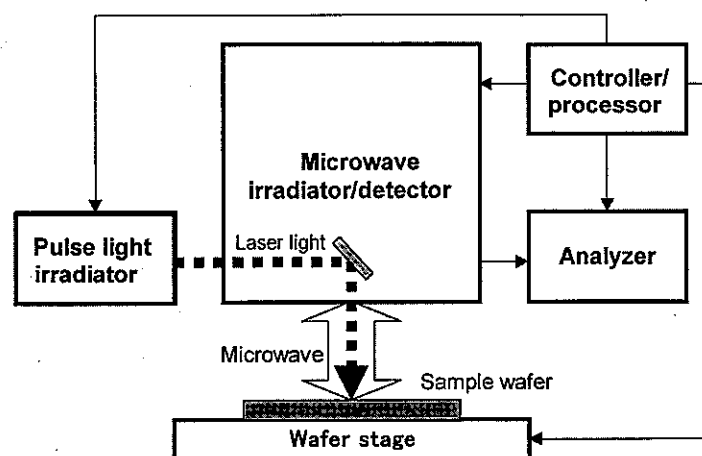 Controller/
processor
Microwave
irradiator/detector
Pulse light
irradiator
Laser light
Analyzer
Microwave
Sample wafer
Wafer stage